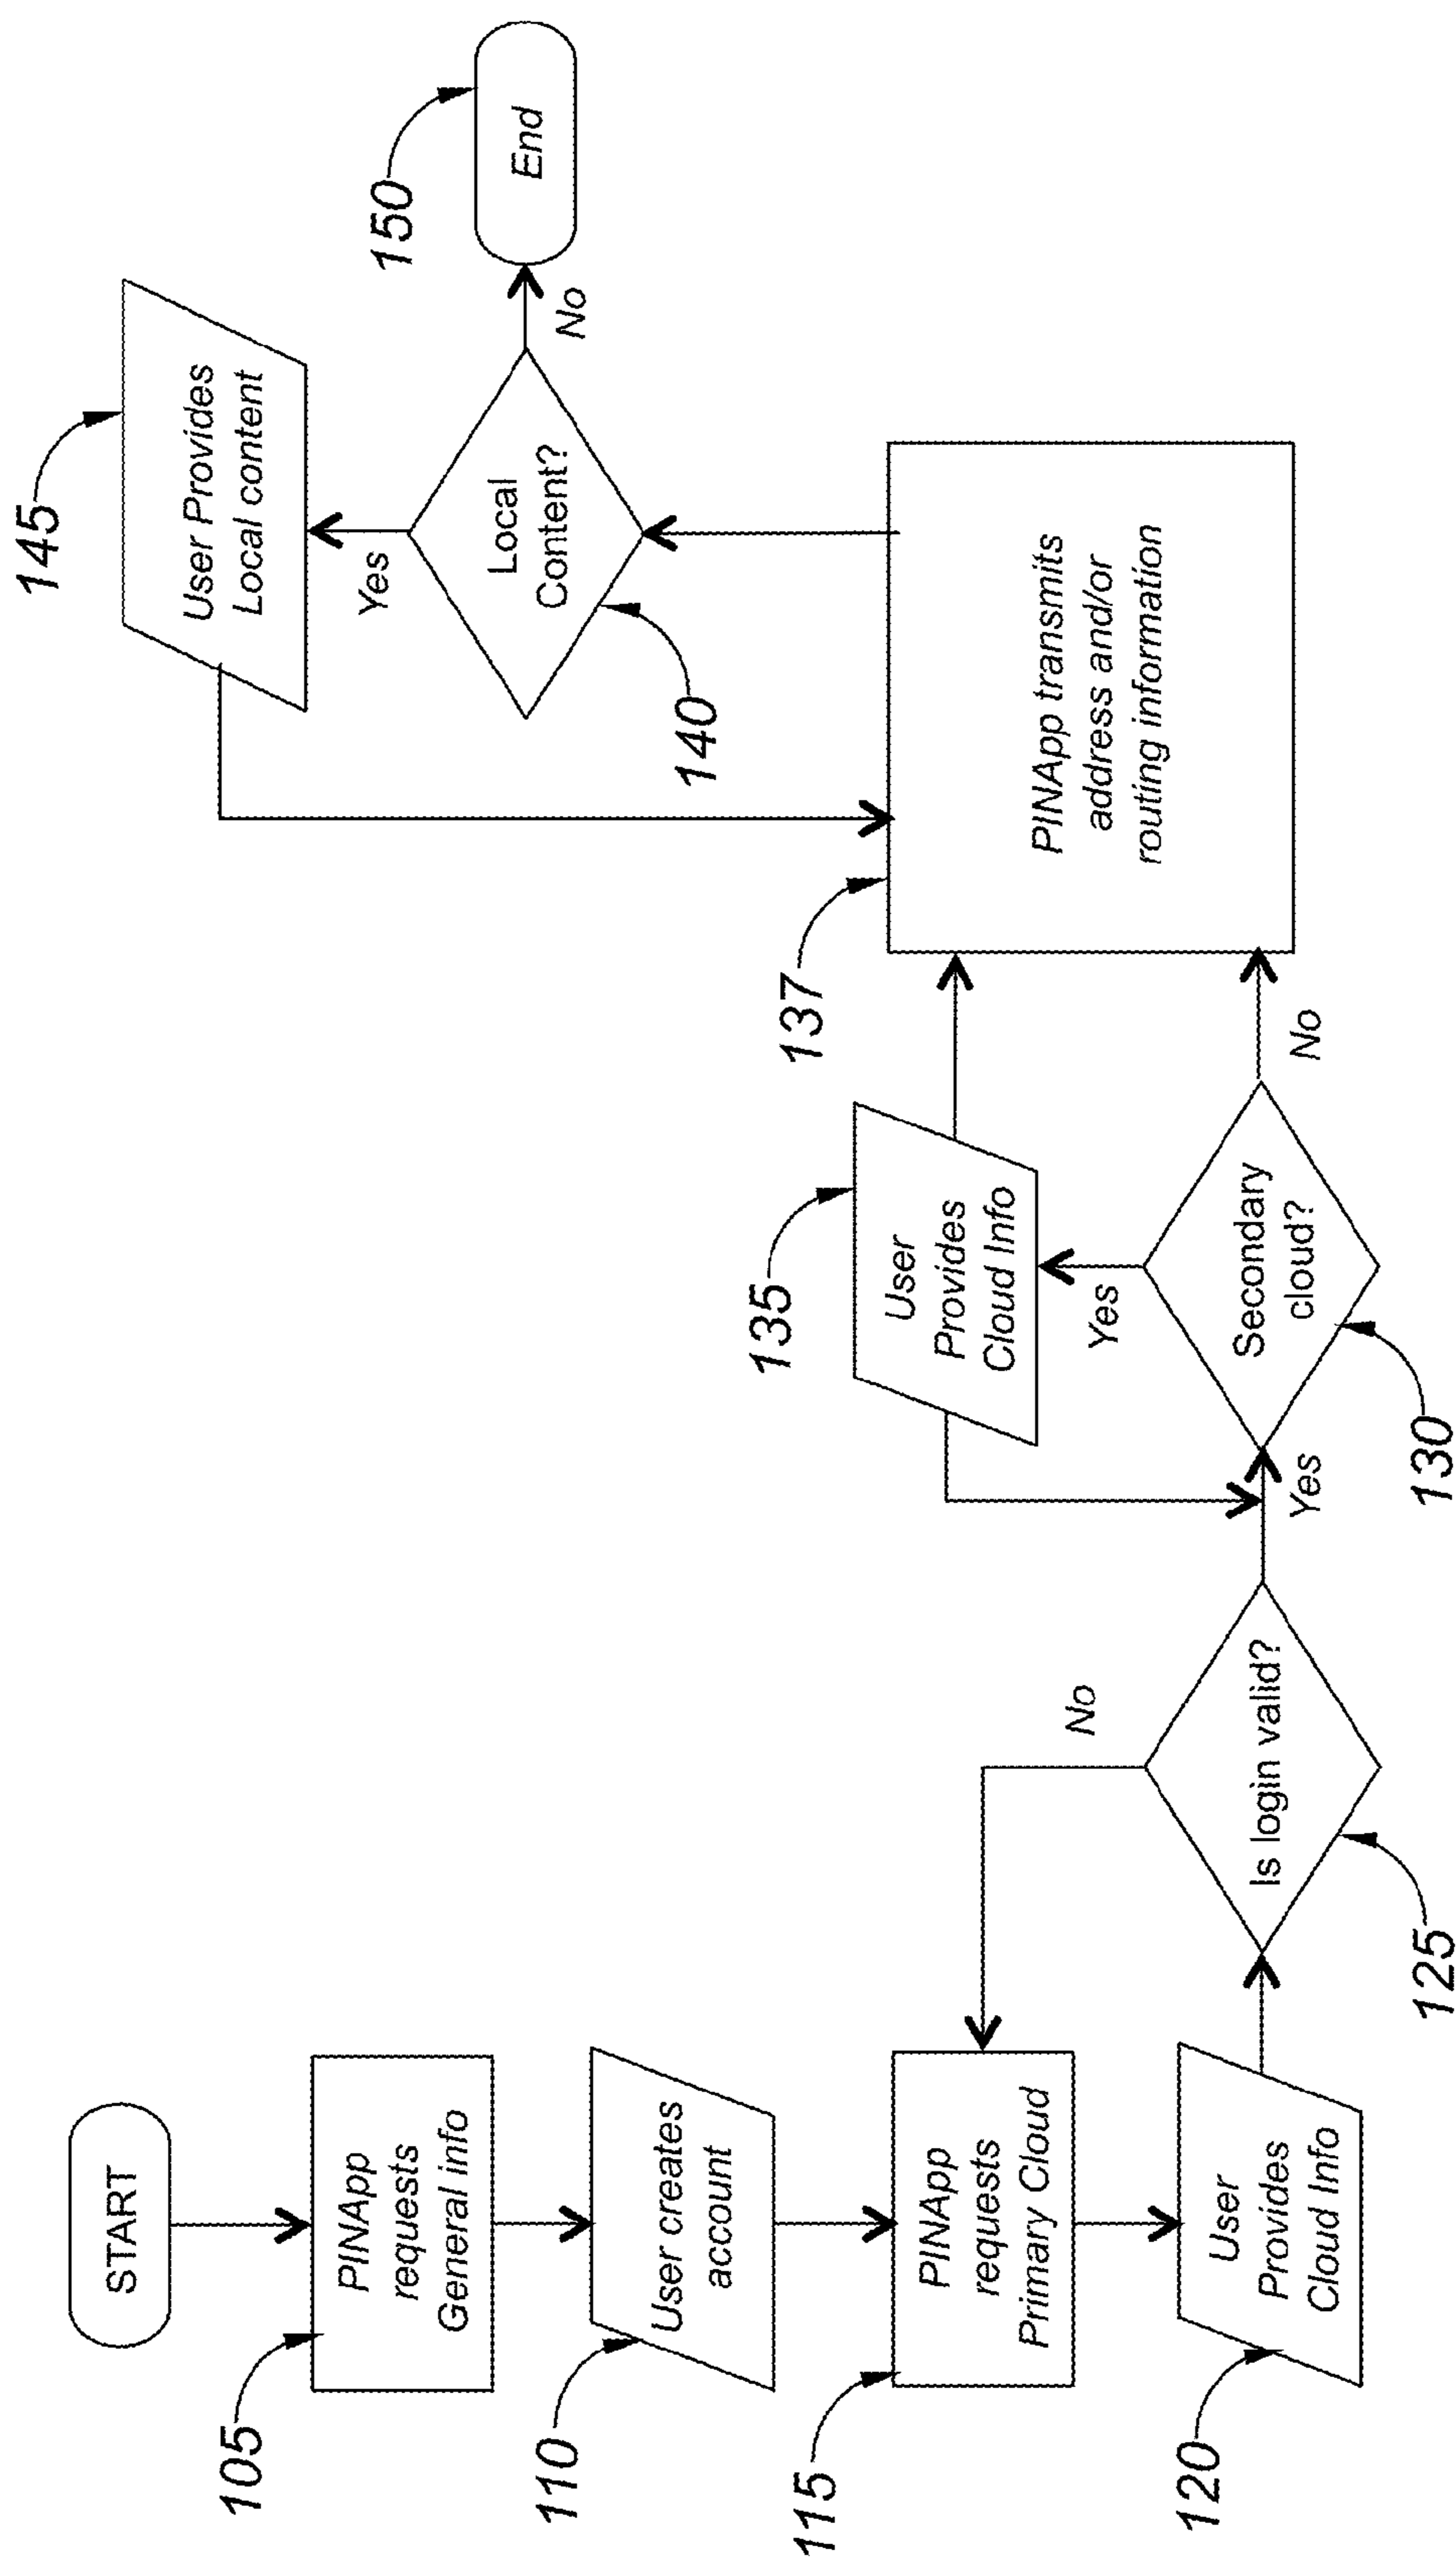 START
105
PINApp
requests
General info
110
User creates
account
115
PINApp
requests
Primary Cloud
120
User
Provides
Cloud Info
125
Is login valid?
No
Yes
130
Secondary
cloud?
Yes
No
135
User
Provides
Cloud Info
137
PINApp transmits
address and/or
routing information
140
Local
Content?
Yes
No
145
User Provides
Local content
150
End